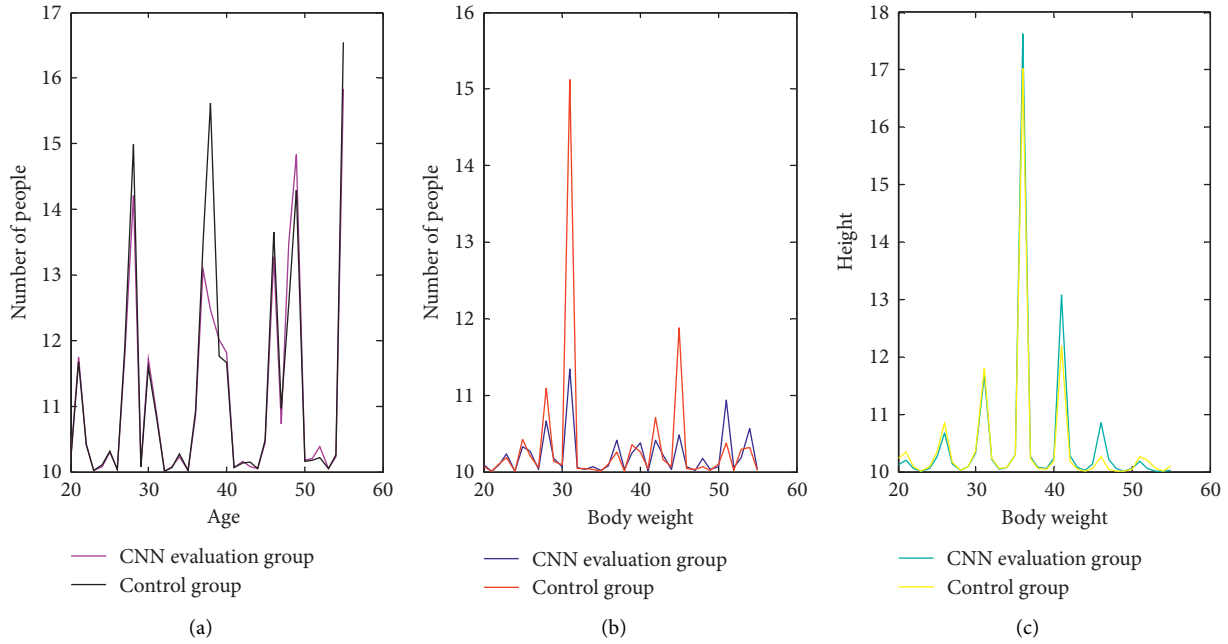 17
16
15
14
13
12
11
10
Number of people
20 30 40 50 60
Age
CNN evaluation group
Control group
(a)
16
15
14
13
12
11
10
Number of people
20 30 40 50 60
Body weight
CNN evaluation group
Control group
(b)
18
17
16
15
14
13
12
11
10
Height
20 30 40 50 60
Body weight
CNN evaluation group
Control group
(c)